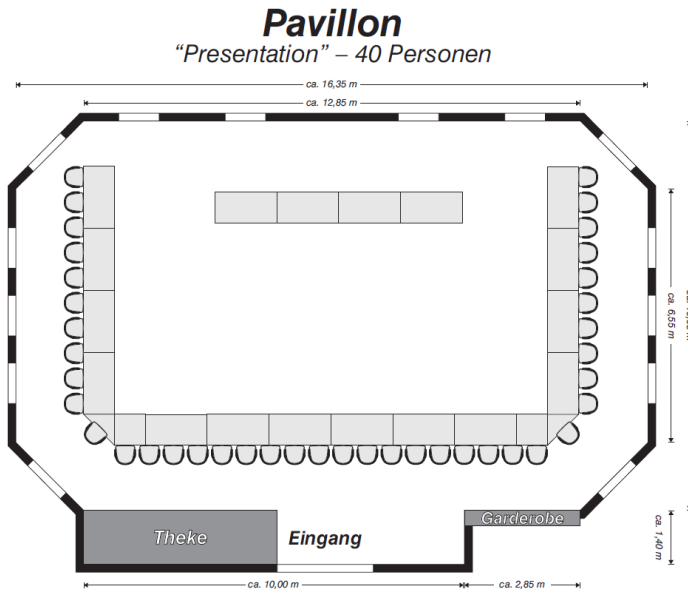 Pavillon
“Presentation” – 40 Personen
ca. 16,35 m
ca. 12,85 m
ca. 6,55 m
Theke
Eingang
Garderobe
ca. 1,40 m
ca. 10,00 m
ca. 2,85 m